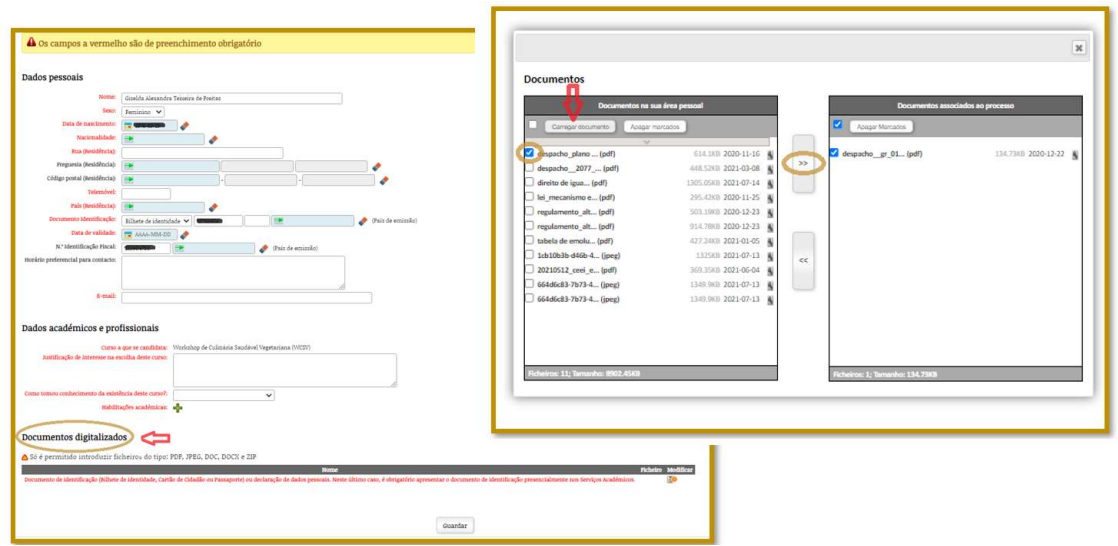 Os campos a vermelho são de preenchimento obrigatório
Dados pessoais
Nome: Giselda Alexandra Teixeira de Freitas
Sexo: Feminino
Data de nascimento:
Nacionalidade:
Rua (Residência):
Freguesia (Residência):
Código postal (Residência): - -
Telemóvel:
País (Residência):
Documento Identificação: Bilhete de identidade (País de emissão)
Data de validade: AAAA-MM-DD
N.º Identificação Fiscal: (País de emissão)
Horário preferencial para contacto:
E-mail:
Dados académicos e profissionais
Curso a que se candidata: Workshop de Culinária Saudável Vegetariana (WCSV)
Justificação de interesse na escolha deste curso:
Como tomou conhecimento da existência deste curso?:
Habilitações académicas:
Documentos digitalizados
Só é permitido introduzir ficheiros do tipo: PDF, JPEG, DOC, DOCX e ZIP
Nome Ficheiro Modificar
Documento de identificação (Bilhete de identidade, Cartão de Cidadão ou Passaporte) ou declaração de dados pessoais. Neste último caso, é obrigatório apresentar o documento de identificação presencialmente nos Serviços Académicos.
Guardar
Documentos
Documentos na sua área pessoal
Carregar documento Apagar marcados
despacho_plano ... (pdf) 614.1KB 2020-11-16
despacho__2077_... (pdf) 448.52KB 2021-03-08
direito de igua... (pdf) 1305.05KB 2021-07-14
lei_mecanismo e... (pdf) 295.42KB 2020-11-25
regulamento_alt... (pdf) 503.19KB 2020-12-23
regulamento_alt... (pdf) 914.78KB 2020-12-23
tabela de emolu... (pdf) 427.24KB 2021-01-05
1cb10b3b-d46b-4... (jpeg) 1325KB 2021-07-13
20210512_ceei_e... (pdf) 369.35KB 2021-06-04
664d6c83-7b73-4... (jpeg) 1349.9KB 2021-07-13
664d6c83-7b73-4... (jpeg) 1349.9KB 2021-07-13
Ficheiros: 11; Tamanho: 8902.45KB
>>
<<
Documentos associados ao processo
Apagar Marcados
despacho__gr_01... (pdf) 134.73KB 2020-12-22
Ficheiros: 1; Tamanho: 134.73KB